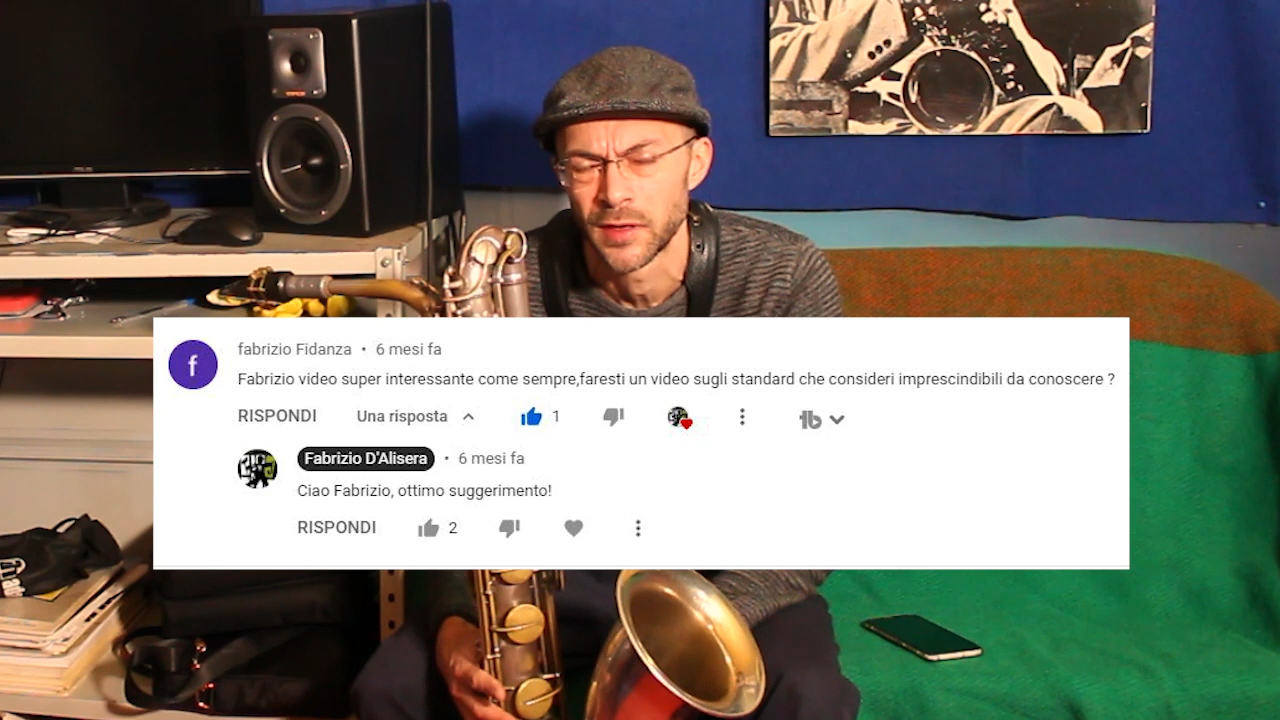 fabrizio Fidanza • 6 mesi fa
Fabrizio video super interessante come sempre,faresti un video sugli standard che consideri imprescindibili da conoscere ?
RISPONDI Una risposta 1
Fabrizio D'Alisera • 6 mesi fa
Ciao Fabrizio, ottimo suggerimento!
RISPONDI 2